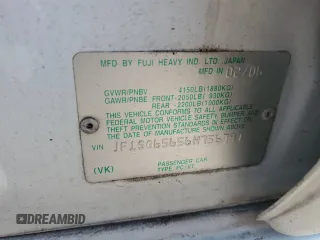 MFD BY FUJI HEAVY IND. LTD., JAPAN
MFD IN
GVWR/PNBV 4150LB(1880KG)
GAWR/PNBE FRONT-2050LB( 930KG)
REAR -2200LB(1000KG)
THIS VEHICLE CONFORMS TO ALL APPLICABLE
FEDERAL MOTOR VEHICLE SAFETY, BUMPER, AND
THEFT PREVENTION STANDARDS IN EFFECT ON THE
DATE OF MANUFACTURE SHOWN ABOVE.
VIN
PASSENGER CAR
(VK)
DREAMBID